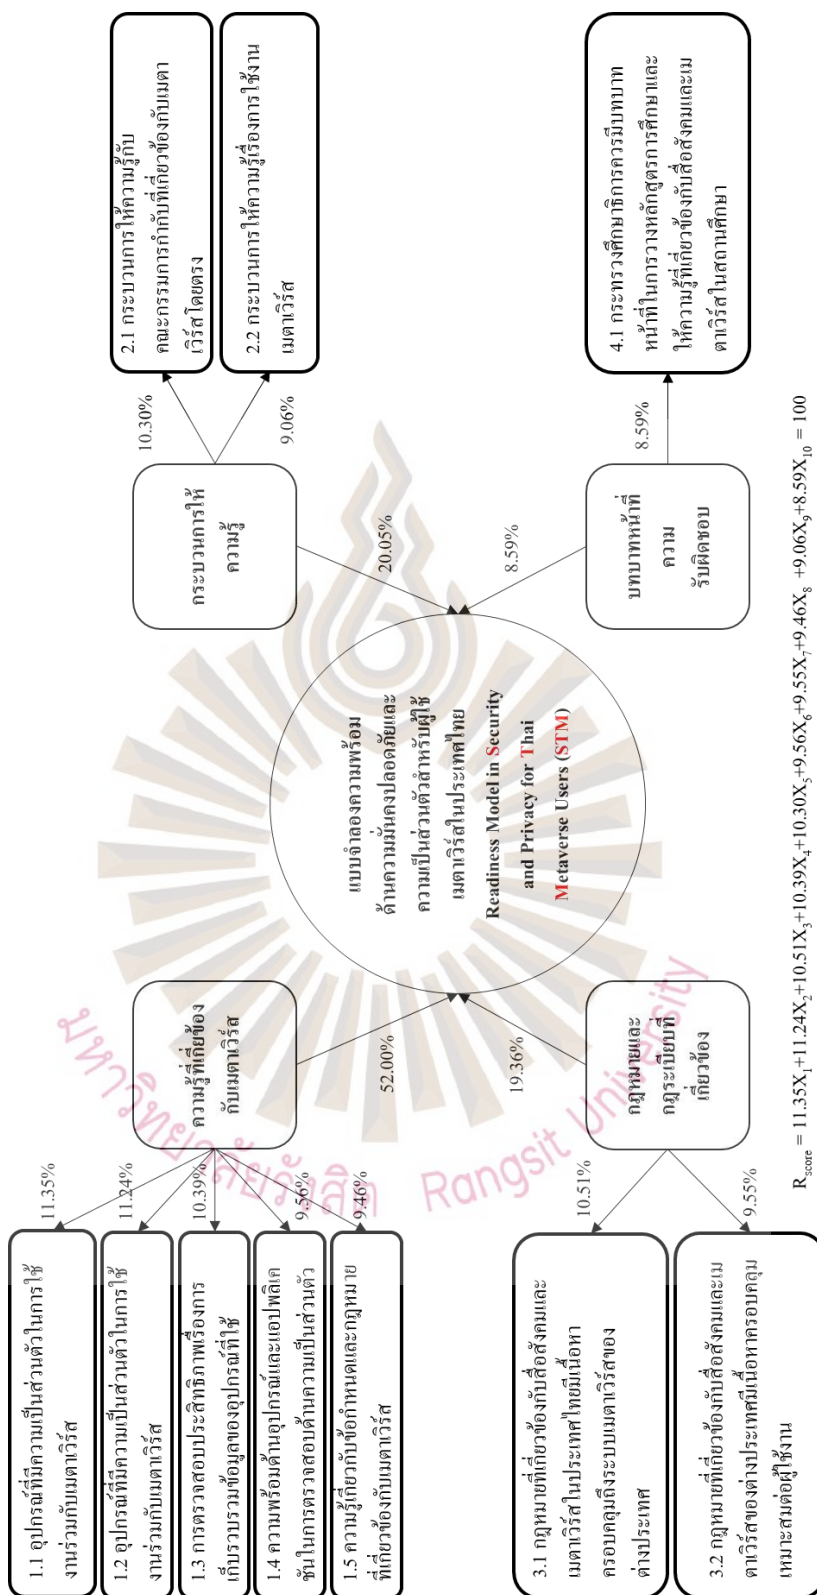 1.1 อุปกรณ์ที่มีความเป็นส่วนตัวในการใช้
งานร่วมกับเมตาเวิร์ส
1.2 อุปกรณ์ที่มีความเป็นส่วนตัวในการใช้
งานร่วมกับเมตาเวิร์ส
1.3 การตรวจสอบประสิทธิภาพเรื่องการ
เก็บรวบรวมข้อมูลของอุปกรณ์ที่ใช้
1.4 ความพร้อมด้านอุปกรณ์และแอปพลิเค
ชันในการตรวจสอบด้านความเป็นส่วนตัว
1.5 ความรู้เกี่ยวกับข้อกำหนดและกฎหมาย
ที่เกี่ยวข้องกับเมตาเวิร์ส
11.35%
11.24%
10.39%
9.56%
9.46%
ความรู้ที่เกี่ยวข้อง
กับเมตาเวิร์ส
52.00%
2.1 กระบวนการให้ความรู้กับ
คณะกรรมการกำกับที่เกี่ยวข้องกับเมตา
เวิร์สโดยตรง
2.2 กระบวนการให้ความรู้เรื่องการใช้งาน
เมตาเวิร์ส
10.30%
9.06%
กระบวนการให้
ความรู้
20.05%
แบบจำลองความพร้อม
ด้านความมั่นคงปลอดภัยและ
ความเป็นส่วนตัวสำหรับผู้ใช้
เมตาเวิร์สในประเทศไทย
Readiness Model in Security
and Privacy for Thai
Metaverse Users (STM)
3.1 กฎหมายที่เกี่ยวข้องกับสื่อสังคมและ
เมตาเวิร์สในประเทศไทยมีเนื้อหา
ครอบคลุมถึงระบบเมตาเวิร์สของ
ต่างประเทศ
3.2 กฎหมายที่เกี่ยวข้องกับสื่อสังคมและเม
ตาเวิร์สของต่างประเทศมีเนื้อหาครอบคลุม
เหมาะสมต่อผู้ใช้งาน
10.51%
9.55%
กฎหมายและ
กฎระเบียบที่
เกี่ยวข้อง
19.36%
4.1 กระทรวงศึกษาธิการควรมีบทบาท
หน้าที่ในการวางหลักสูตรการศึกษาและ
ให้ความรู้ที่เกี่ยวข้องกับสื่อสังคมและเม
ตาเวิร์สในสถานศึกษา
8.59%
บทบาทหน้าที่
ความ
รับผิดชอบ
8.59%
R_score = 11.35X₁+11.24X₂+10.51X₃+10.39X₄+10.30X₅+9.56X₆+9.55X₇+9.46X₈ +9.06X₉+8.59X₁₀ = 100
มหาวิทยาลัยรังสิต Rangsit University